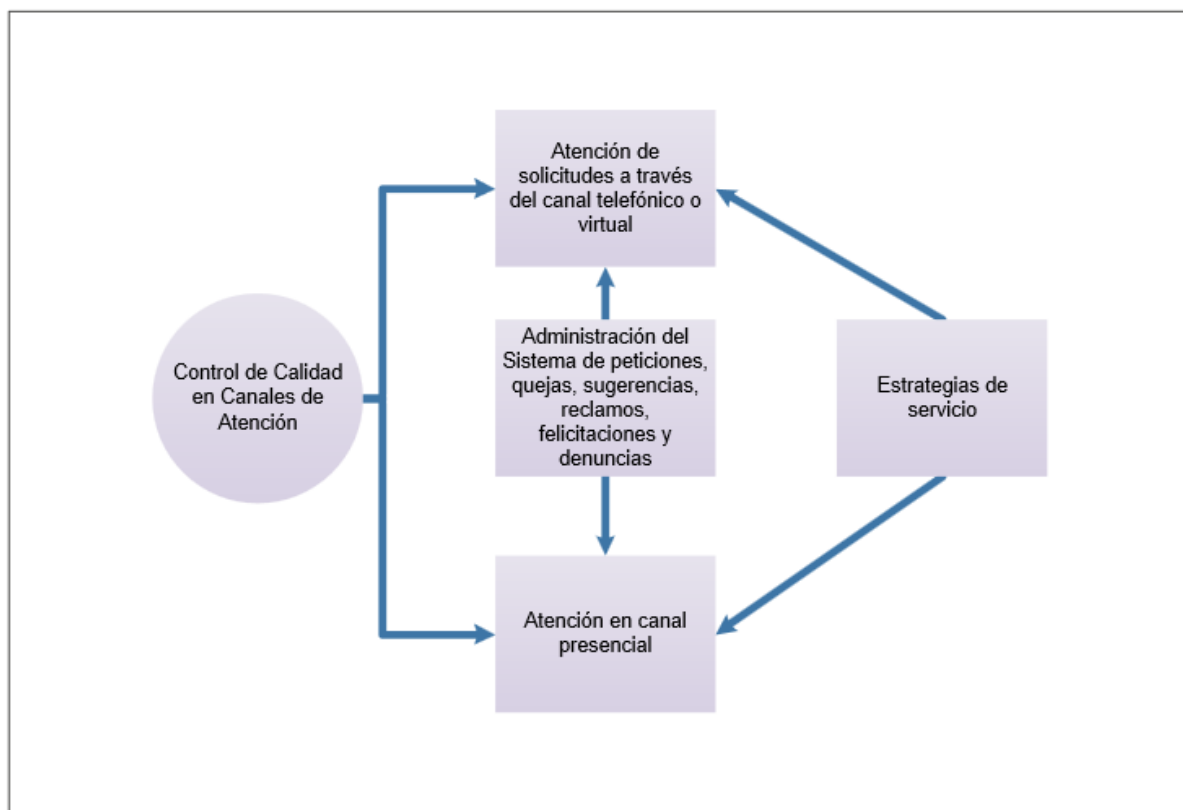 Atención de
solicitudes a través
del canal telefónico o
virtual
Control de Calidad
en Canales de
Atención
Administración del
Sistema de peticiones,
quejas, sugerencias,
reclamos,
felicitaciones y
denuncias
Estrategias de
servicio
Atención en canal
presencial